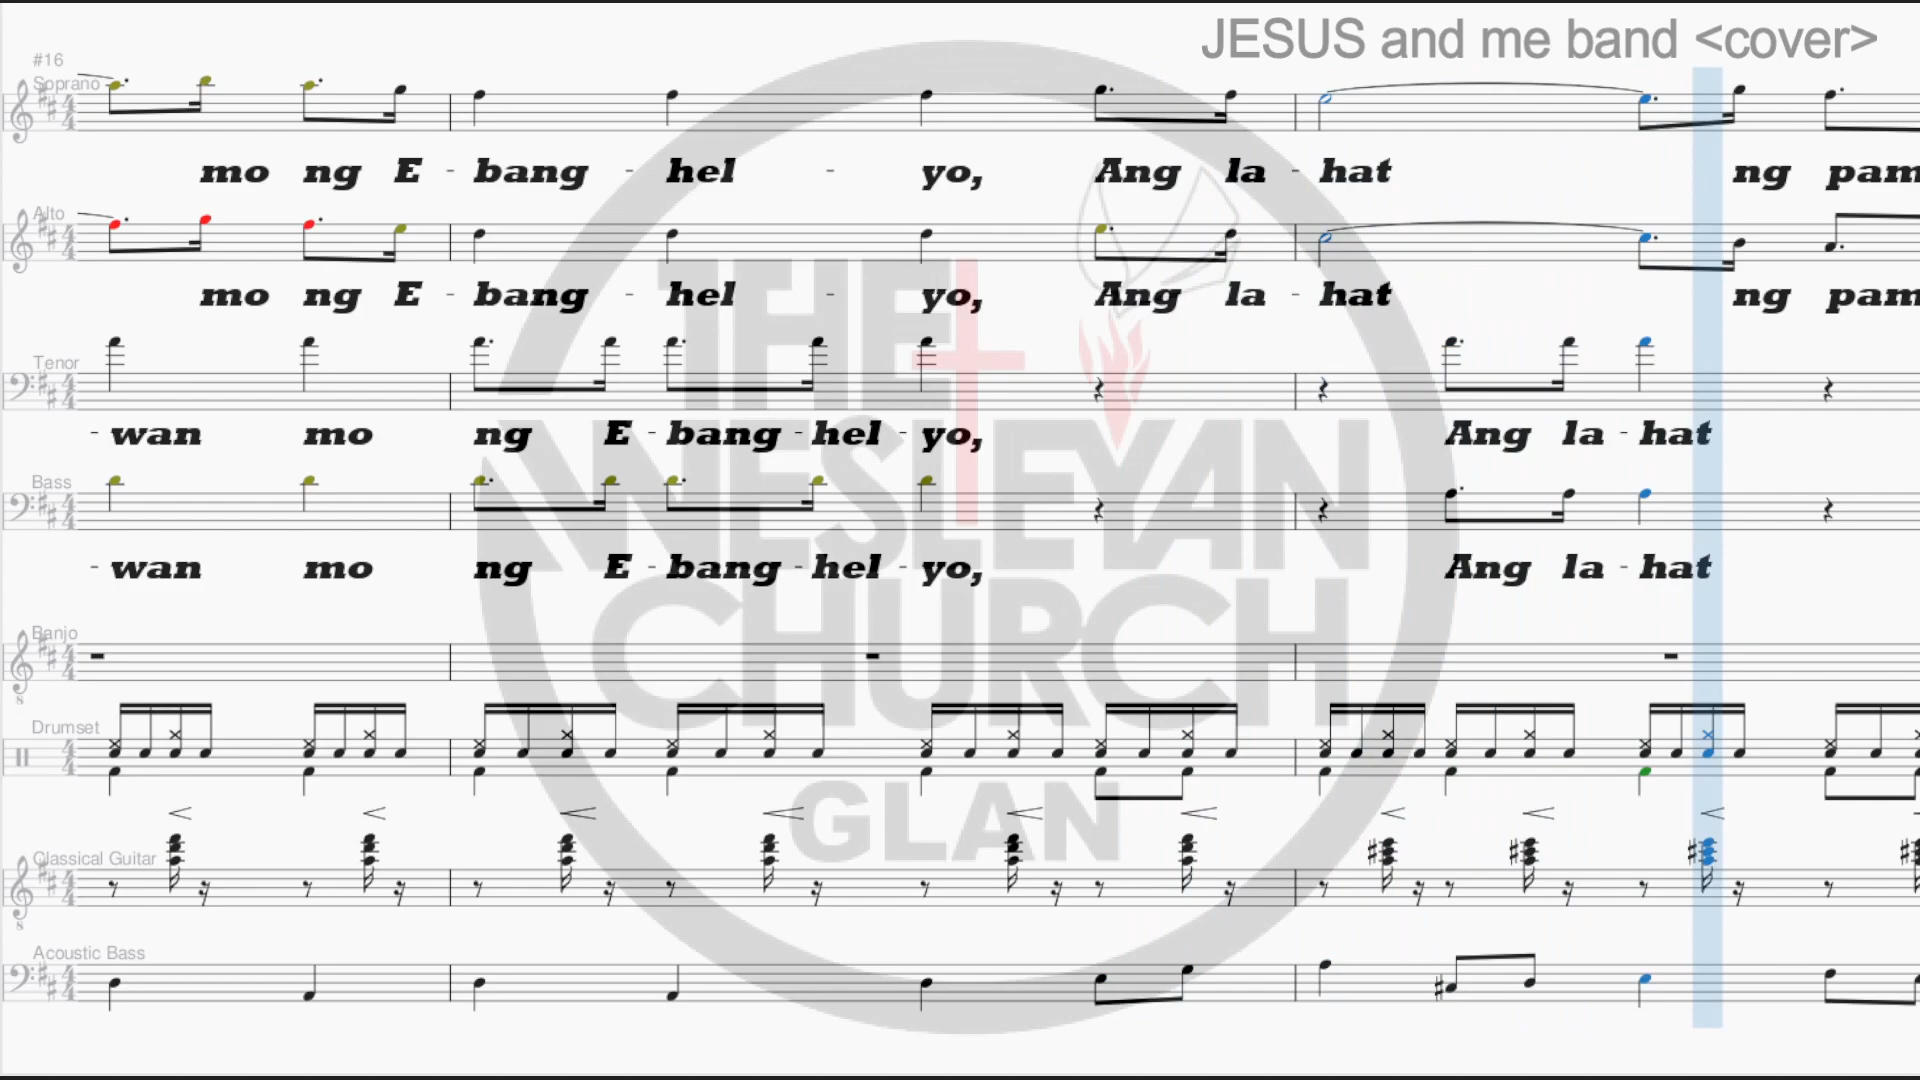 JESUS and me band <cover>
#16
Soprano
mo ng E - bang - hel - yo, Ang la - hat ng pam
Alto
mo ng E - bang - hel - yo, Ang la - hat ng pam
Tenor
- wan mo ng E - bang - hel - yo, Ang la - hat
Bass
- wan mo ng E - bang - hel - yo, Ang la - hat
Banjo
Drumset
Classical Guitar
Acoustic Bass
THE
WESLEYAN
CHURCH
GLAN